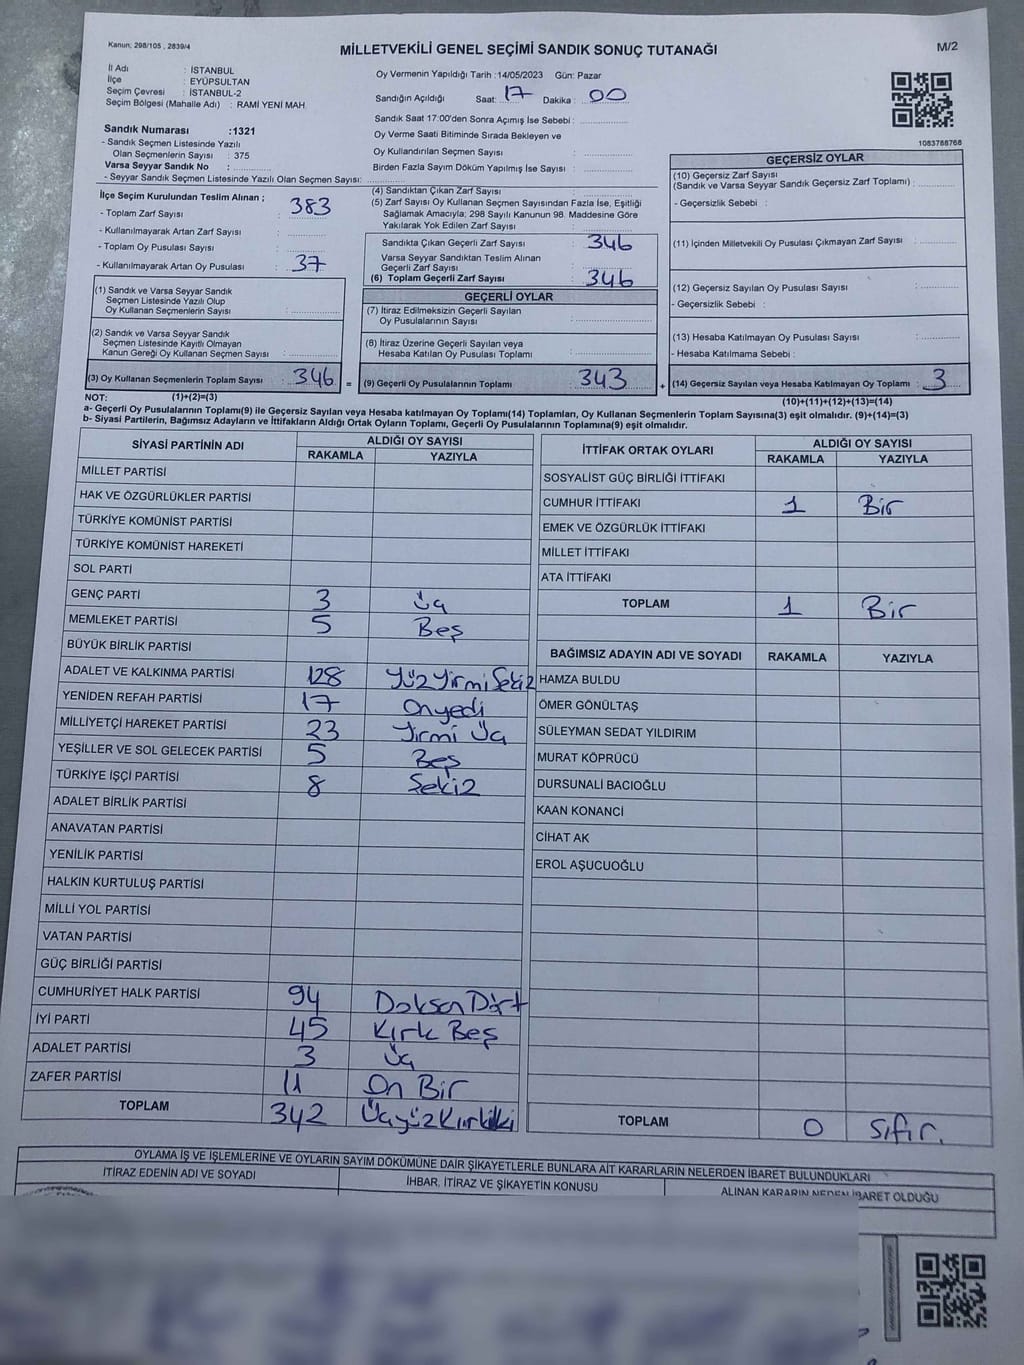 Kanun; 298/105 , 2839/4
MİLLETVEKİLİ GENEL SEÇİMİ SANDIK SONUÇ TUTANAĞI
M/2
İl Adı : İSTANBUL
İlçe : EYÜPSULTAN
Seçim Çevresi : İSTANBUL-2
Seçim Bölgesi (Mahalle Adı) : RAMİ YENİ MAH.
Sandık Numarası :1321
- Sandık Seçmen Listesinde Yazılı
Olan Seçmenlerin Sayısı : 375
Varsa Seyyar Sandık No :
- Seyyar Sandık Seçmen Listesinde Yazılı Olan Seçmen Sayısı:
Oy Vermenin Yapıldığı Tarih :14/05/2023 Gün: Pazar
Sandığın Açıldığı Saat: 17 Dakika : 00
Sandık Saat 17:00'den Sonra Açımış İse Sebebi :
Oy Verme Saati Bitiminde Sırada Bekleyen ve
Oy Kullandırılan Seçmen Sayısı :
Birden Fazla Sayım Döküm Yapılmış İse Sayısı :
1083788768
İlçe Seçim Kurulundan Teslim Alınan ;
- Toplam Zarf Sayısı : 383
- Kullanılmayarak Artan Zarf Sayısı :
- Toplam Oy Pusulası Sayısı :
- Kullanılmayarak Artan Oy Pusulası : 37
(4) Sandıktan Çıkan Zarf Sayısı :
(5) Zarf Sayısı Oy Kullanan Seçmen Sayısından Fazla İse, Eşitliği
Sağlamak Amacıyla; 298 Sayılı Kanunun 98. Maddesine Göre
Yakılarak Yok Edilen Zarf Sayısı :
Sandıkta Çıkan Geçerli Zarf Sayısı : 346
Varsa Seyyar Sandıktan Teslim Alınan
Geçerli Zarf Sayısı :
(6) Toplam Geçerli Zarf Sayısı : 346
GEÇERSİZ OYLAR
(10) Geçersiz Zarf Sayısı
(Sandık ve Varsa Seyyar Sandık Geçersiz Zarf Toplamı) :
- Geçersizlik Sebebi :
(11) İçinden Milletvekili Oy Pusulası Çıkmayan Zarf Sayısı :
(12) Geçersiz Sayılan Oy Pusulası Sayısı :
- Geçersizlik Sebebi :
(13) Hesaba Katılmayan Oy Pusulası Sayısı :
- Hesaba Katılmama Sebebi :
(1) Sandık ve Varsa Seyyar Sandık
Seçmen Listesinde Yazılı Olup
Oy Kullanan Seçmenlerin Sayısı :
(2) Sandık ve Varsa Seyyar Sandık
Seçmen Listesinde Kayıtlı Olmayan
Kanun Gereği Oy Kullanan Seçmen Sayısı :
GEÇERLİ OYLAR
(7) İtiraz Edilmeksizin Geçerli Sayılan
Oy Pusulalarının Sayısı :
(8) İtiraz Üzerine Geçerli Sayılan veya
Hesaba Katılan Oy Pusulası Toplamı :
(3) Oy Kullanan Seçmenlerin Toplam Sayısı : 346 = (9) Geçerli Oy Pusulalarının Toplamı : 343 + (14) Geçersiz Sayılan veya Hesaba Katılmayan Oy Toplamı : 3
NOT: (1)+(2)=(3) (10)+(11)+(12)+(13)=(14)
a- Geçerli Oy Pusulalarının Toplamı(9) ile Geçersiz Sayılan veya Hesaba katılmayan Oy Toplamı(14) Toplamları, Oy Kullanan Seçmenlerin Toplam Sayısına(3) eşit olmalıdır. (9)+(14)=(3)
b- Siyasi Partilerin, Bağımsız Adayların ve İttifakların Aldığı Ortak Oyların Toplamı, Geçerli Oy Pusulalarının Toplamına(9) eşit olmalıdır.
SİYASİ PARTİNİN ADI ALDIĞI OY SAYISI
RAKAMLA YAZIYLA
MİLLET PARTİSİ
HAK VE ÖZGÜRLÜKLER PARTİSİ
TÜRKİYE KOMÜNİST PARTİSİ
TÜRKİYE KOMÜNİST HAREKETİ
SOL PARTİ
GENÇ PARTİ 3 Üç
MEMLEKET PARTİSİ 5 Beş
BÜYÜK BİRLİK PARTİSİ
ADALET VE KALKINMA PARTİSİ 128 YüzYirmiSekiz
YENİDEN REFAH PARTİSİ 17 Onyedi
MİLLİYETÇİ HAREKET PARTİSİ 23 Yirmi Üç
YEŞİLLER VE SOL GELECEK PARTİSİ 5 Beş
TÜRKİYE İŞÇİ PARTİSİ 8 Sekiz
ADALET BİRLİK PARTİSİ
ANAVATAN PARTİSİ
YENİLİK PARTİSİ
HALKIN KURTULUŞ PARTİSİ
MİLLİ YOL PARTİSİ
VATAN PARTİSİ
GÜÇ BİRLİĞİ PARTİSİ
CUMHURİYET HALK PARTİSİ 94 Doksan Dört
İYİ PARTİ 45 Kırk Beş
ADALET PARTİSİ 3 Üç
ZAFER PARTİSİ 11 On Bir
TOPLAM 342 ÜçyüzKırkiki
İTTİFAK ORTAK OYLARI ALDIĞI OY SAYISI
RAKAMLA YAZIYLA
SOSYALİST GÜÇ BİRLİĞİ İTTİFAKI
CUMHUR İTTİFAKI 1 Bir
EMEK VE ÖZGÜRLÜK İTTİFAKI
MİLLET İTTİFAKI
ATA İTTİFAKI
TOPLAM 1 Bir
BAĞIMSIZ ADAYIN ADI VE SOYADI RAKAMLA YAZIYLA
HAMZA BULDU
ÖMER GÖNÜLTAŞ
SÜLEYMAN SEDAT YILDIRIM
MURAT KÖPRÜCÜ
DURSUNALİ BACIOĞLU
KAAN KONANCİ
CİHAT AK
EROL AŞUCUOĞLU
TOPLAM 0 Sıfır.
OYLAMA İŞ VE İŞLEMLERİNE VE OYLARIN SAYIM DÖKÜMÜNE DAİR ŞİKAYETLERLE BUNLARA AİT KARARLARIN NELERDEN İBARET BULUNDUKLARI
İTİRAZ EDENİN ADI VE SOYADI İHBAR, İTİRAZ VE ŞİKAYETİN KONUSU ALINAN KARARIN NEDEN İBARET OLDUĞU